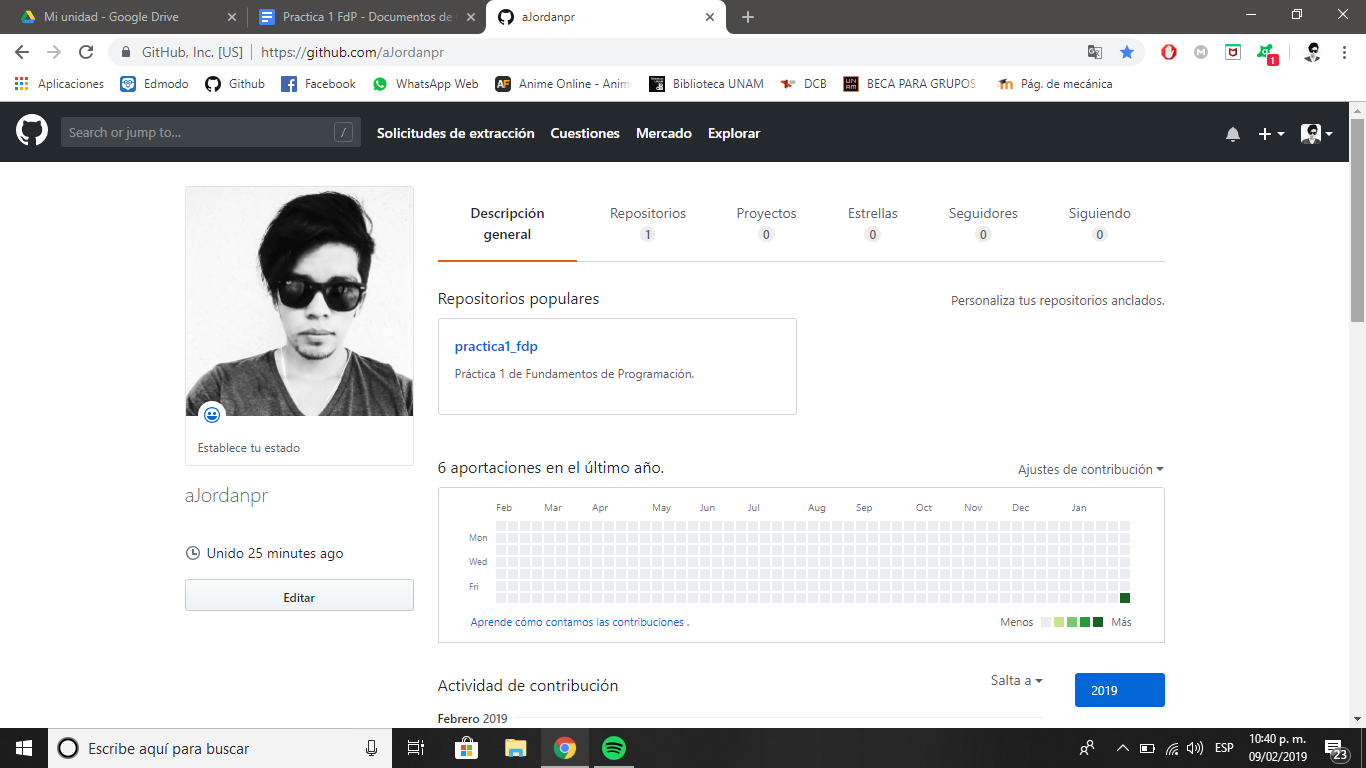 Mi unidad - Google Drive
Practica 1 FdP - Documentos de
aJordanpr
GitHub, Inc. [US]
https://github.com/aJordanpr
Aplicaciones
Edmodo
Github
Facebook
WhatsApp Web
Anime Online - Anim
Biblioteca UNAM
DCB
BECA PARA GRUPOS
Pág. de mecánica
Search or jump to...
/
Solicitudes de extracción
Cuestiones
Mercado
Explorar
Descripción
general
Repositorios
1
Proyectos
0
Estrellas
0
Seguidores
0
Siguiendo
0
Establece tu estado
aJordanpr
Unido 25 minutes ago
Editar
Repositorios populares
Personaliza tus repositorios anclados.
practica1_fdp
Práctica 1 de Fundamentos de Programación.
6 aportaciones en el último año.
Ajustes de contribución
Feb Mar Apr May Jun Jul Aug Sep Oct Nov Dec Jan
Mon
Wed
Fri
Aprende cómo contamos las contribuciones .
Menos
Más
Actividad de contribución
Salta a
2019
Febrero 2019
Escribe aquí para buscar
ESP
10:40 p. m.
09/02/2019
23